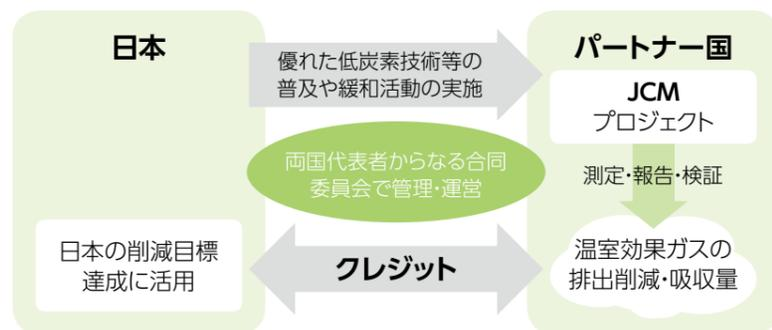 日本
優れた低炭素技術等の
普及や緩和活動の実施
パートナー国
JCM
プロジェクト
両国代表者からなる合同
委員会で管理・運営
測定・報告・検証
日本の削減目標
達成に活用
クレジット
温室効果ガスの
排出削減・吸収量